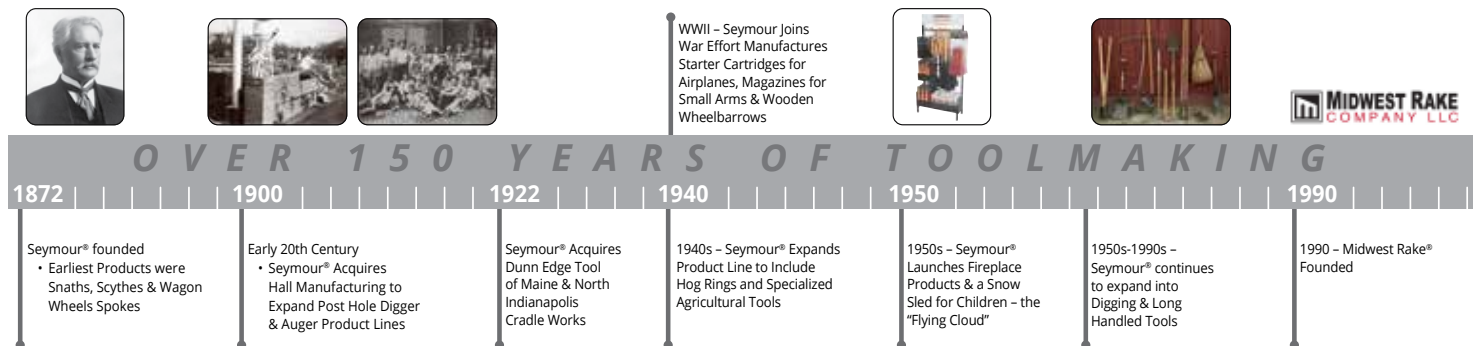 WWII – Seymour Joins
War Effort Manufactures
Starter Cartridges for
Airplanes, Magazines for
Small Arms & Wooden
Wheelbarrows
MIDWEST RAKE
COMPANY LLC
OVER 150 YEARS OF TOOLMAKING
1872 1900 1922 1940 1950 1990
Seymour® founded
• Earliest Products were
Snaths, Scythes & Wagon
Wheels Spokes
Early 20th Century
• Seymour® Acquires
Hall Manufacturing to
Expand Post Hole Digger
& Auger Product Lines
Seymour® Acquires
Dunn Edge Tool
of Maine & North
Indianapolis
Cradle Works
1940s – Seymour® Expands
Product Line to Include
Hog Rings and Specialized
Agricultural Tools
1950s – Seymour®
Launches Fireplace
Products & a Snow
Sled for Children – the
“Flying Cloud”
1950s-1990s –
Seymour® continues
to expand into
Digging & Long
Handled Tools
1990 – Midwest Rake®
Founded